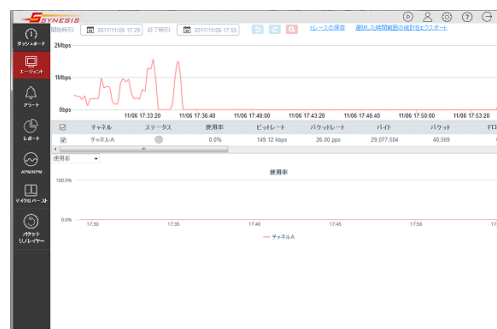 SYNESIS
開始時刻: 2017/11/06 17:29 終了時刻: 2017/11/06 17:55 トレースの保存 選択した時間範囲の統計をエクスポート
ダッシュボード
エージェント
アラート
レポート
APM/NPM
マイクロバースト
パケット
リプレイヤー
2Mbps
1Mbps
0bps
11/06 17:33:20 11/06 17:36:40 11/06 17:40:00 11/06 17:43:20 11/06 17:46:40 11/06 17:50:00 11/06 17:53:20
チャネル ステータス 使用率 ビットレート パケットレート バイト パケット ドロ
チャネルA 0.0% 149.12 kbps 26.00 pps 29,077,504 40,569
使用率
使用率
100.0%
0.0%
17:30 17:35 17:40 17:45 17:50
チャネルA